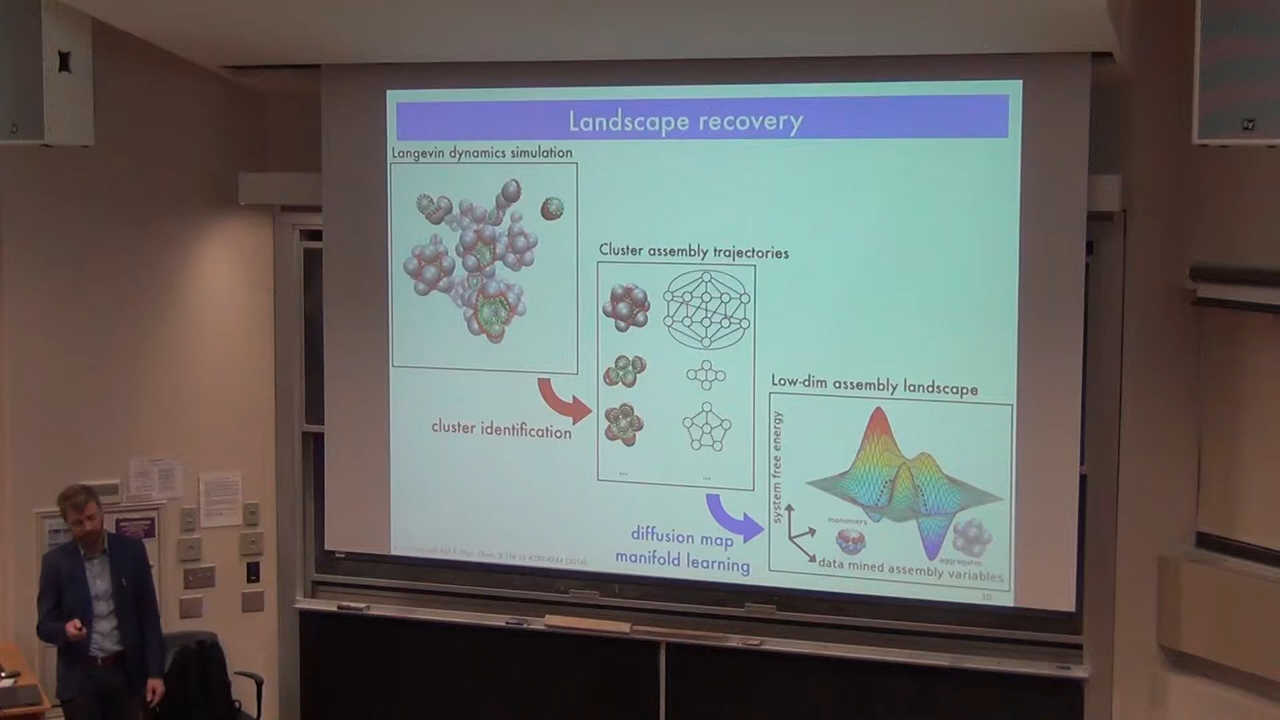 Landscape recovery
Langevin dynamics simulation
Cluster assembly trajectories
cluster identification
...
...
diffusion map
manifold learning
Low-dim assembly landscape
system free energy
monomers
aggregates
data mined assembly variables
10